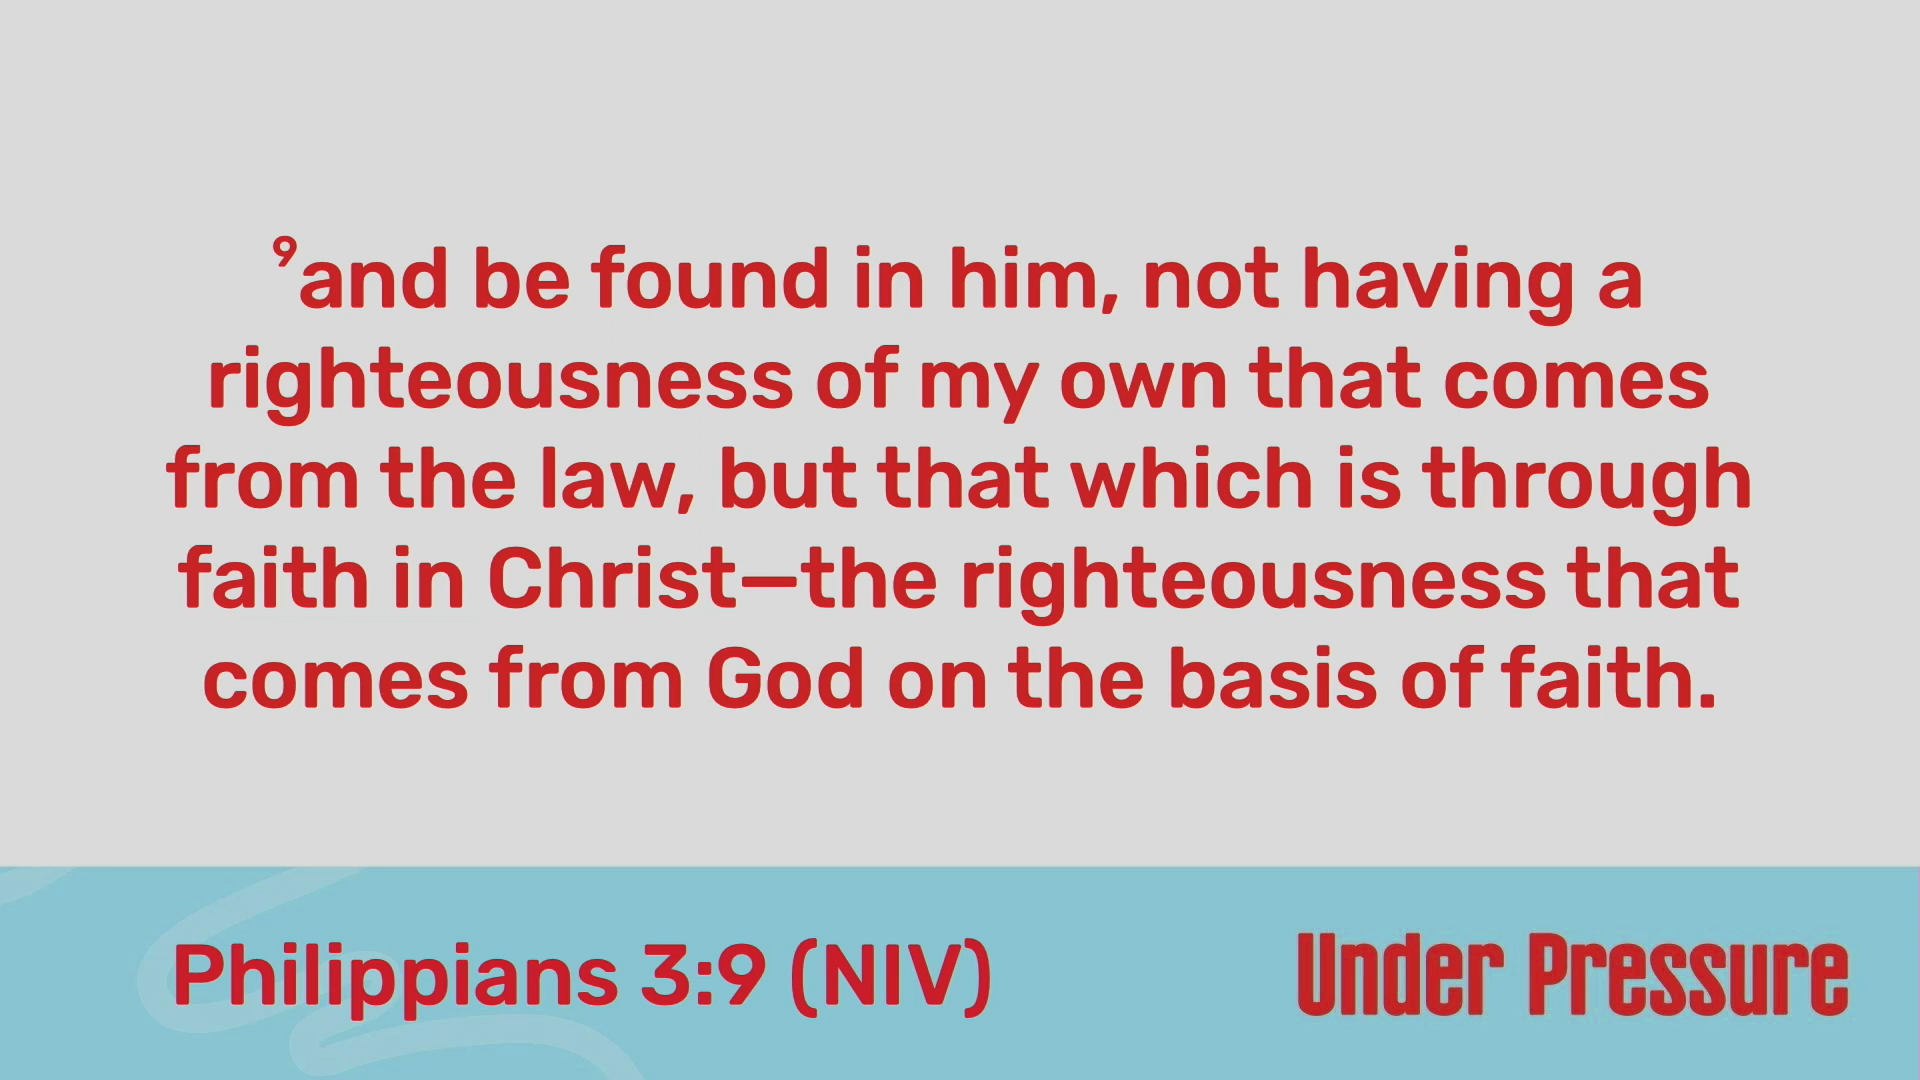 ⁹and be found in him, not having a
righteousness of my own that comes
from the law, but that which is through
faith in Christ—the righteousness that
comes from God on the basis of faith.
Philippians 3:9 (NIV)
Under Pressure